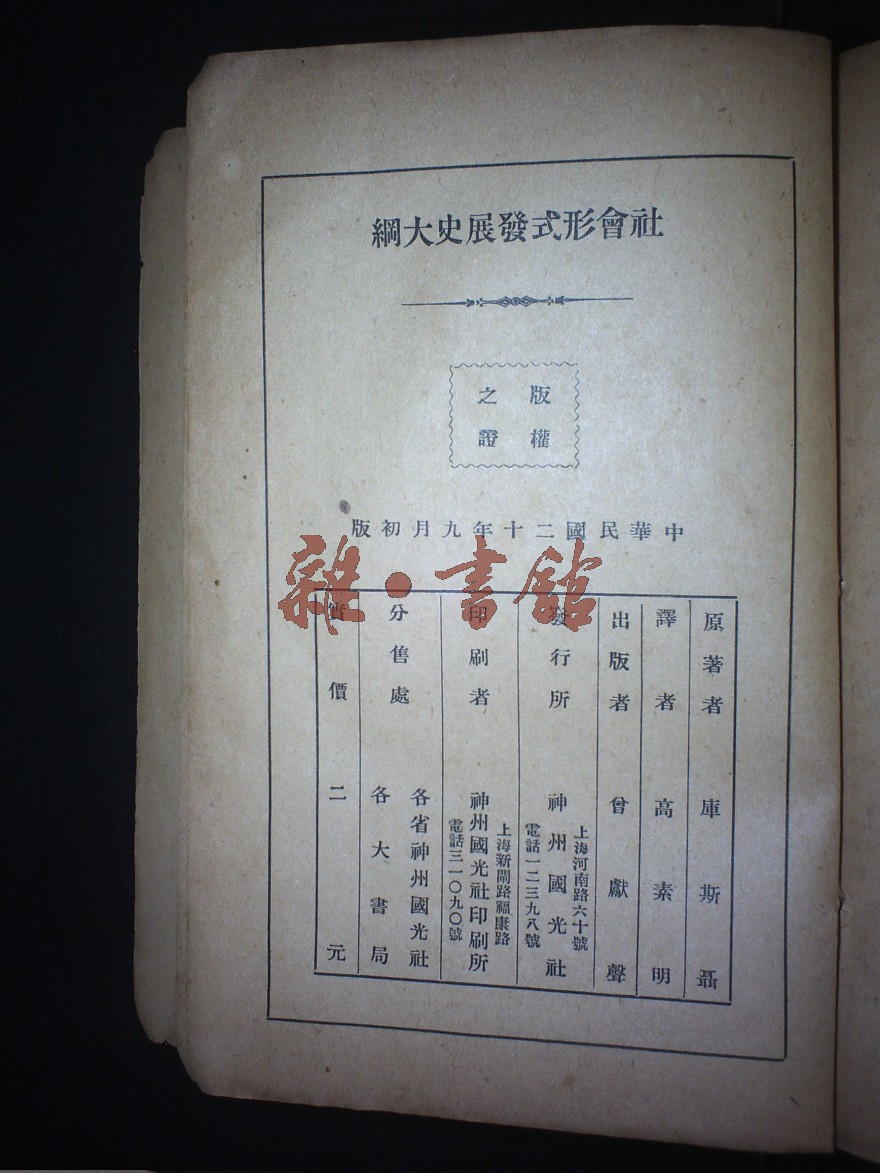 社會形式發展史大綱
版權
之證
中華民國二十年九月初版
雜·書館
原著者 庫斯聶
譯者 高素明
出版者 曾獻聲
發行所 神州國光社
上海河南路六十號
電話一二三九八號
印刷者 神州國光社印刷所
上海新閘路福康路
電話三一〇九〇號
分售處 各省神州國光社
各大書局
實價 二元